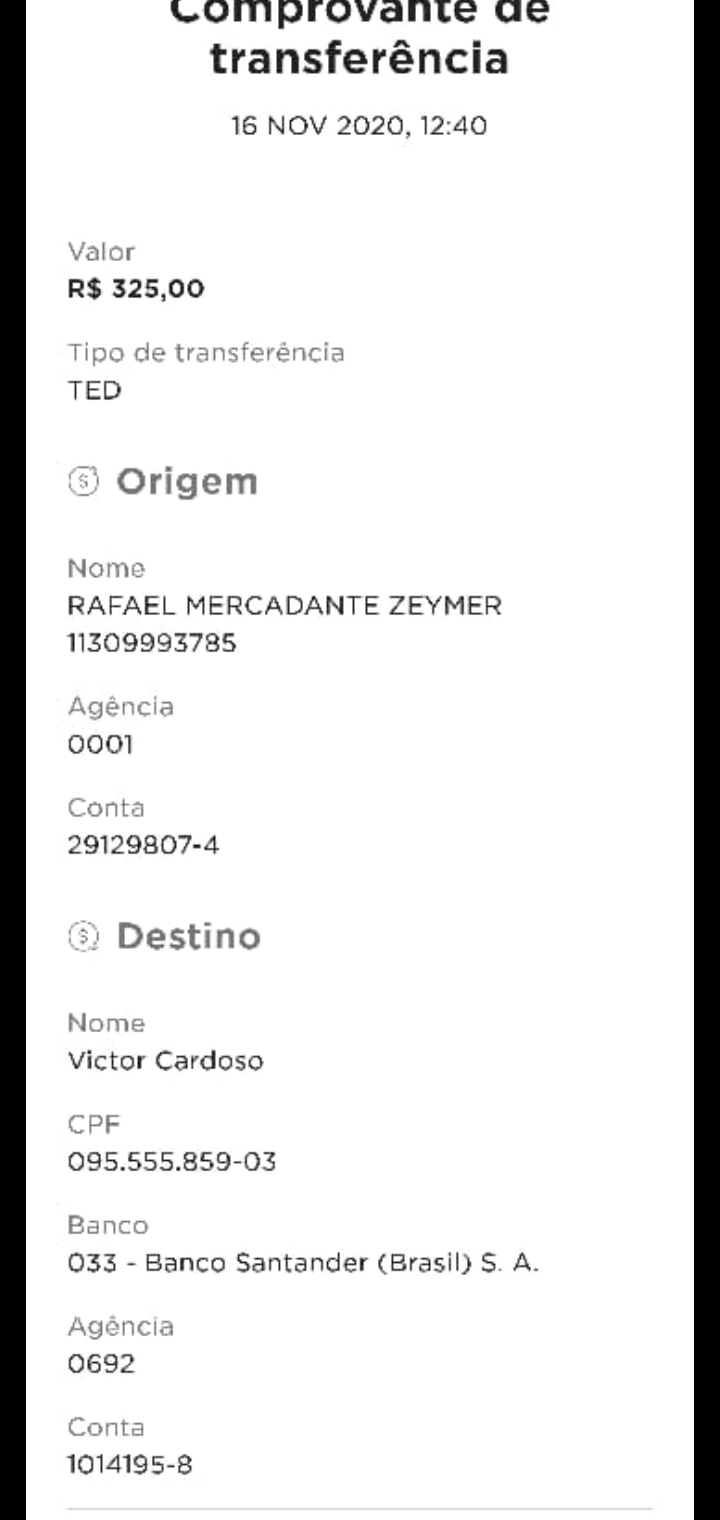 Comprovante de
transferência
16 NOV 2020, 12:40
Valor
R$ 325,00
Tipo de transferência
TED
Origem
Nome
RAFAEL MERCADANTE ZEYMER
11309993785
Agência
0001
Conta
29129807-4
Destino
Nome
Victor Cardoso
CPF
095.555.859-03
Banco
033 - Banco Santander (Brasil) S. A.
Agência
0692
Conta
1014195-8